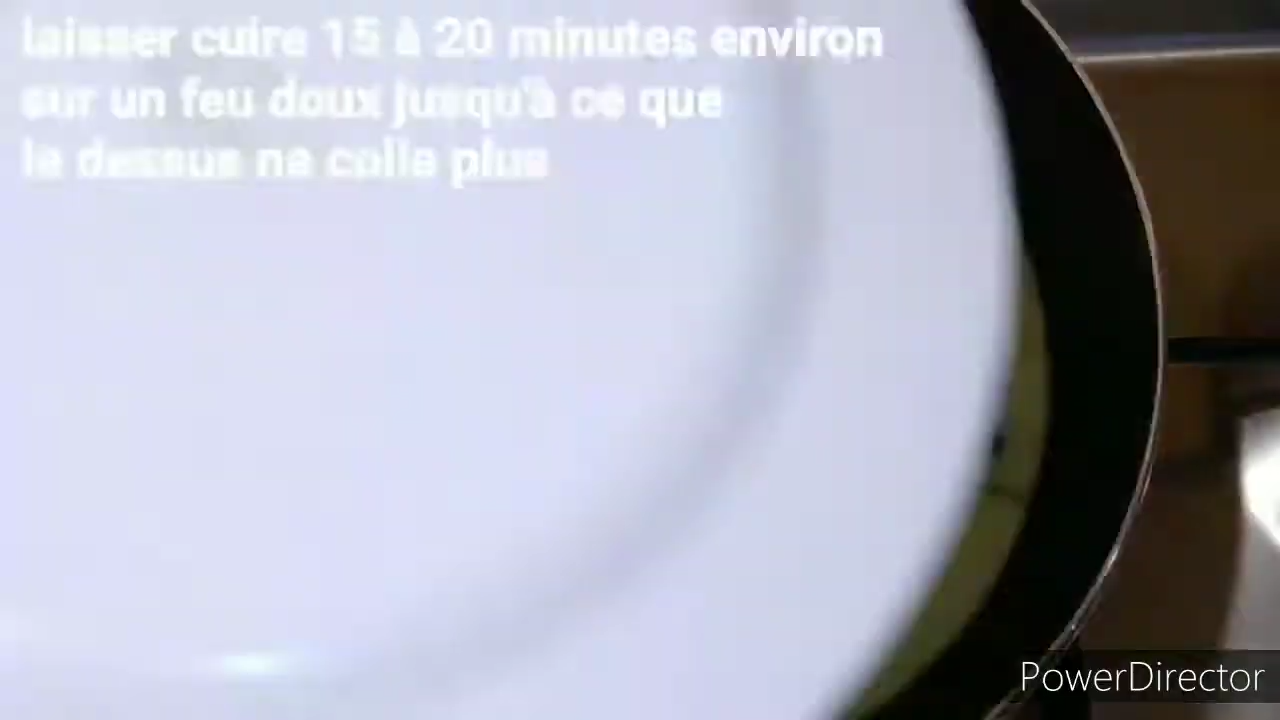 laisser cuire 15 à 20 minutes environ
sur un feu doux jusqu'à ce que
le dessus ne colle plus
PowerDirector